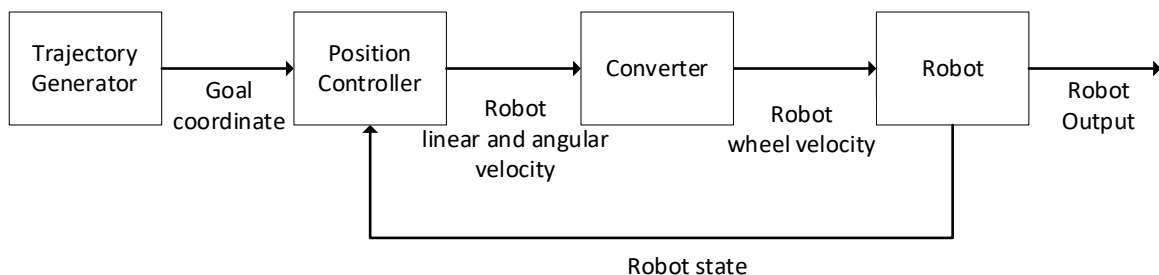 Trajectory
Generator
Goal
coordinate
Position
Controller
Robot
linear and angular
velocity
Converter
Robot
wheel velocity
Robot
Robot
Output
Robot state